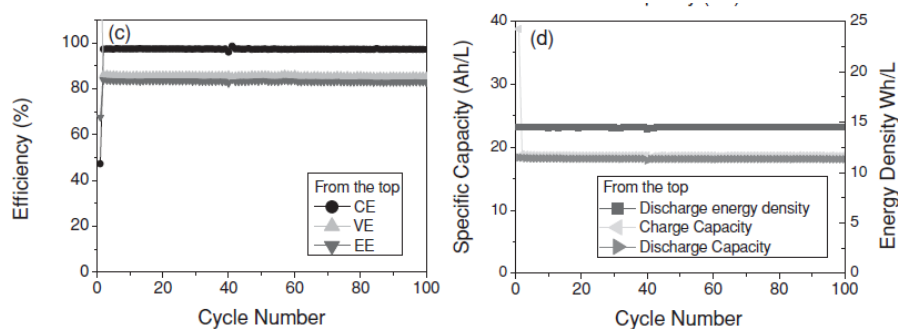 (c)
100
80
60
40
20
0
Efficiency (%)
From the top
CE
VE
EE
0 20 40 60 80 100
Cycle Number
(d)
40
30
20
10
0
Specific Capacity (Ah/L)
25
20
15
10
5
0
Energy Density Wh/L
From the top
Discharge energy density
Charge Capacity
Discharge Capacity
0 20 40 60 80 100
Cycle Number